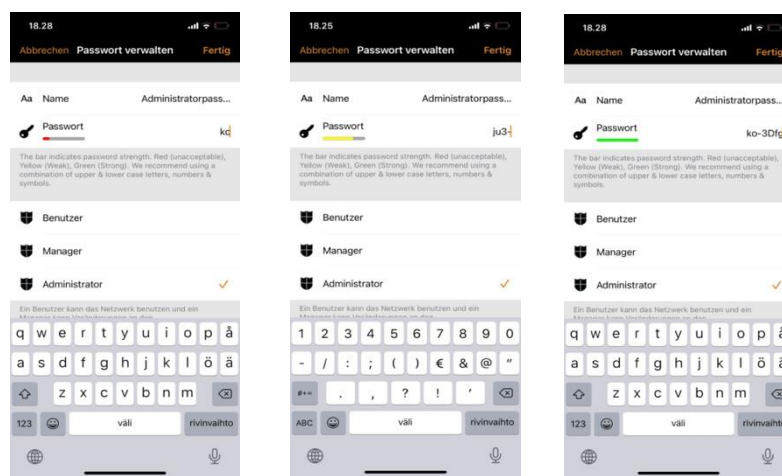 18.28
Abbrechen Passwort verwalten Fertig
Aa Name Administratorpass...
Passwort
kc
The bar indicates password strength. Red (unacceptable),
Yellow (Weak), Green (Strong). We recommend using a
combination of upper & lower case letters, numbers &
symbols.
Benutzer
Manager
Administrator
Ein Benutzer kann das Netzwerk benutzen und ein
q w e r t y u i o p å
a s d f g h j k l ö ä
z x c v b n m
123 väli rivinvaihto
18.25
Abbrechen Passwort verwalten Fertig
Aa Name Administratorpass...
Passwort
ju3-
The bar indicates password strength. Red (unacceptable),
Yellow (Weak), Green (Strong). We recommend using a
combination of upper & lower case letters, numbers &
symbols.
Benutzer
Manager
Administrator
Ein Benutzer kann das Netzwerk benutzen und ein
1 2 3 4 5 6 7 8 9 0
- / : ; ( ) € & @ "
#+= . , ? ! '
ABC väli rivinvaihto
18.28
Abbrechen Passwort verwalten Fertig
Aa Name Administratorpass...
Passwort
ko-3Dfg
The bar indicates password strength. Red (unacceptable),
Yellow (Weak), Green (Strong). We recommend using a
combination of upper & lower case letters, numbers &
symbols.
Benutzer
Manager
Administrator
Ein Benutzer kann das Netzwerk benutzen und ein
q w e r t y u i o p å
a s d f g h j k l ö ä
z x c v b n m
123 väli rivinvaihto